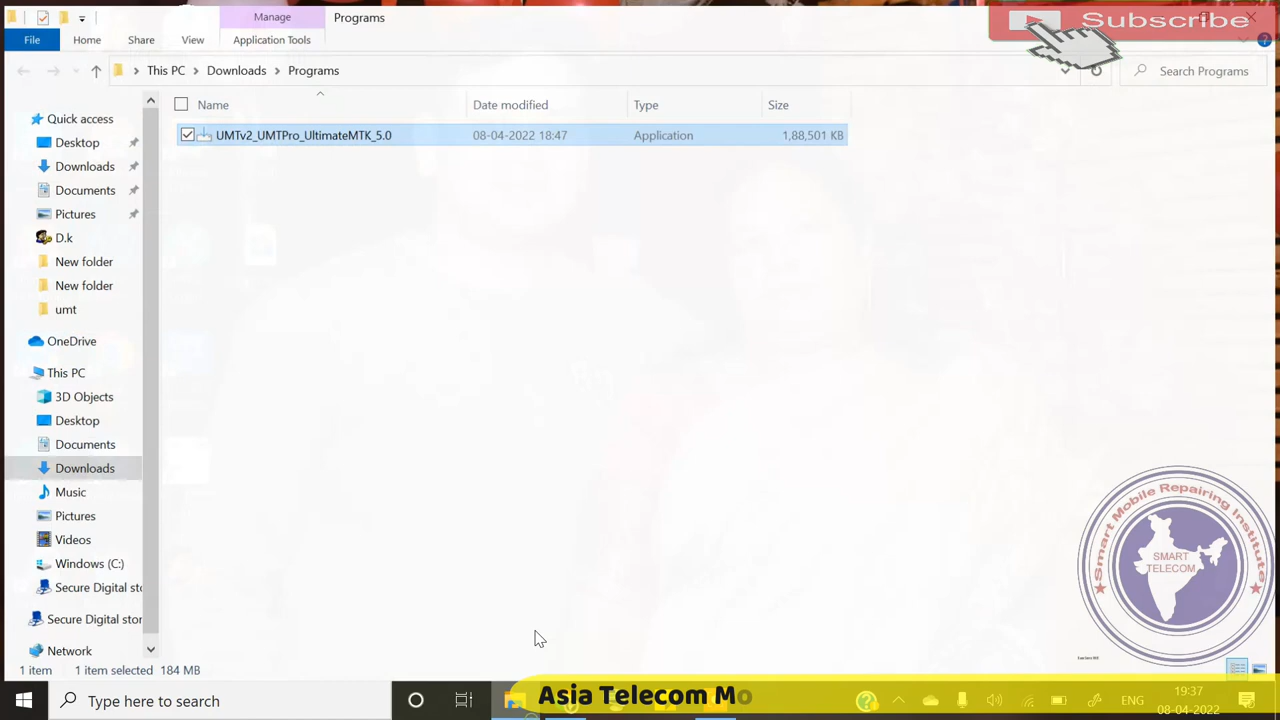 Manage
Programs
Subscribe
File
Home
Share
View
Application Tools
This PC
Downloads
Programs
Search Programs
Name
Date modified
Type
Size
UMTv2_UMTPro_UltimateMTK_5.0
08-04-2022 18:47
Application
1,88,501 KB
Quick access
Desktop
Downloads
Documents
Pictures
D.k
New folder
New folder
umt
OneDrive
This PC
3D Objects
Desktop
Documents
Downloads
Music
Pictures
Videos
Windows (C:)
Secure Digital sto
Secure Digital stor
Network
Smart Mobile Repairing Institute
SMART
TELECOM
1 item
1 item selected
184 MB
Type here to search
Asia Telecom Mo
ENG
19:37
08-04-2022